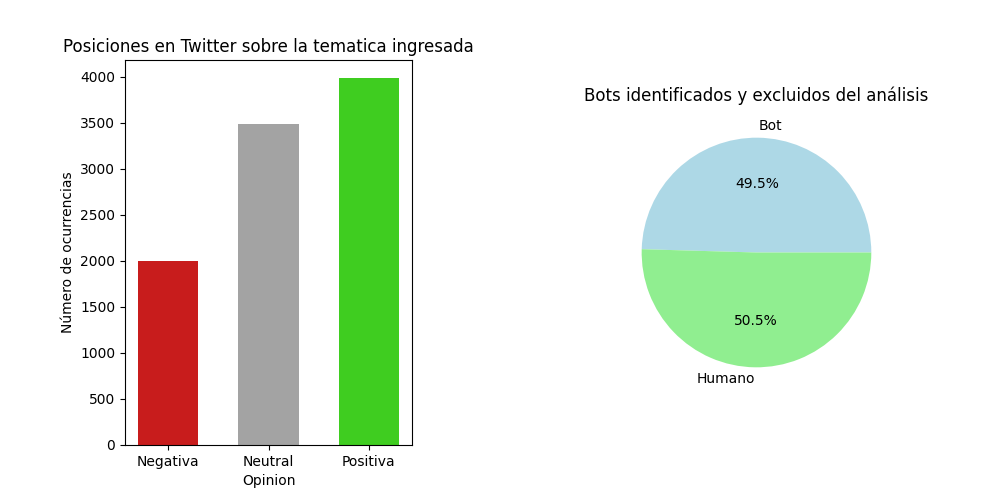 Posiciones en Twitter sobre la tematica ingresada
Número de ocurrencias
4000
3500
3000
2500
2000
1500
1000
500
0
Negativa
Neutral
Positiva
Opinion
Bots identificados y excluidos del análisis
Bot
49.5%
50.5%
Humano